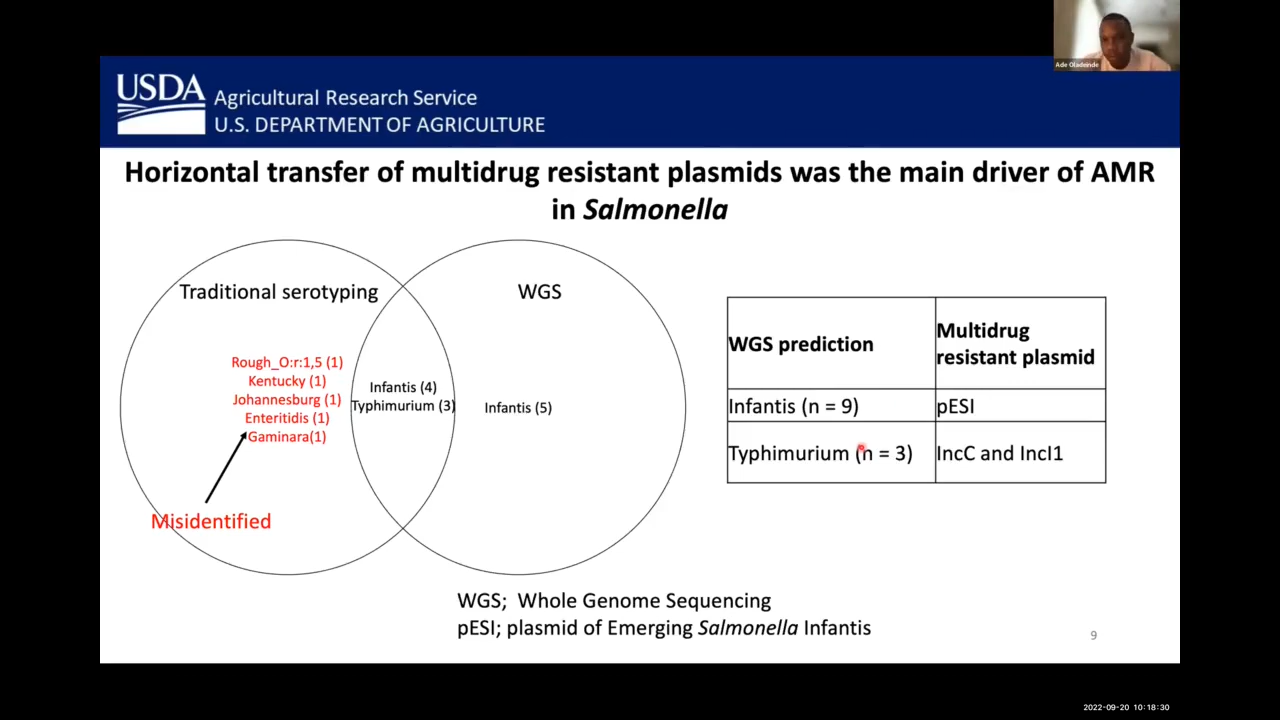 Ade Oladeinde
USDA
Agricultural Research Service
U.S. DEPARTMENT OF AGRICULTURE
Horizontal transfer of multidrug resistant plasmids was the main driver of AMR
in Salmonella
Traditional serotyping
WGS
Rough_O:r:1,5 (1)
Kentucky (1)
Johannesburg (1)
Enteritidis (1)
Gaminara(1)
Misidentified
Infantis (4)
Typhimurium (3)
Infantis (5)
WGS prediction
Multidrug
resistant plasmid
Infantis (n = 9)
pESI
Typhimurium (n = 3)
IncC and IncI1
WGS; Whole Genome Sequencing
pESI; plasmid of Emerging Salmonella Infantis
9
2022-09-20 10:18:30